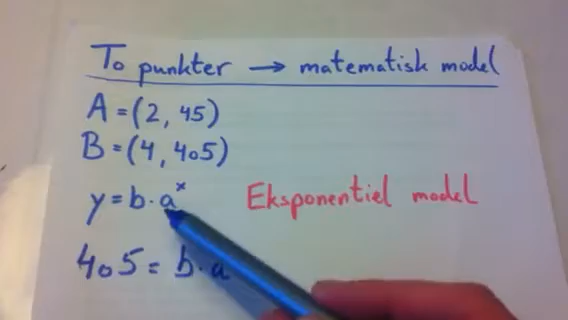 To punkter → matematisk model
A = (2, 45)
B = (4, 405)
y = b · a^x Eksponentiel model
405 = b · a